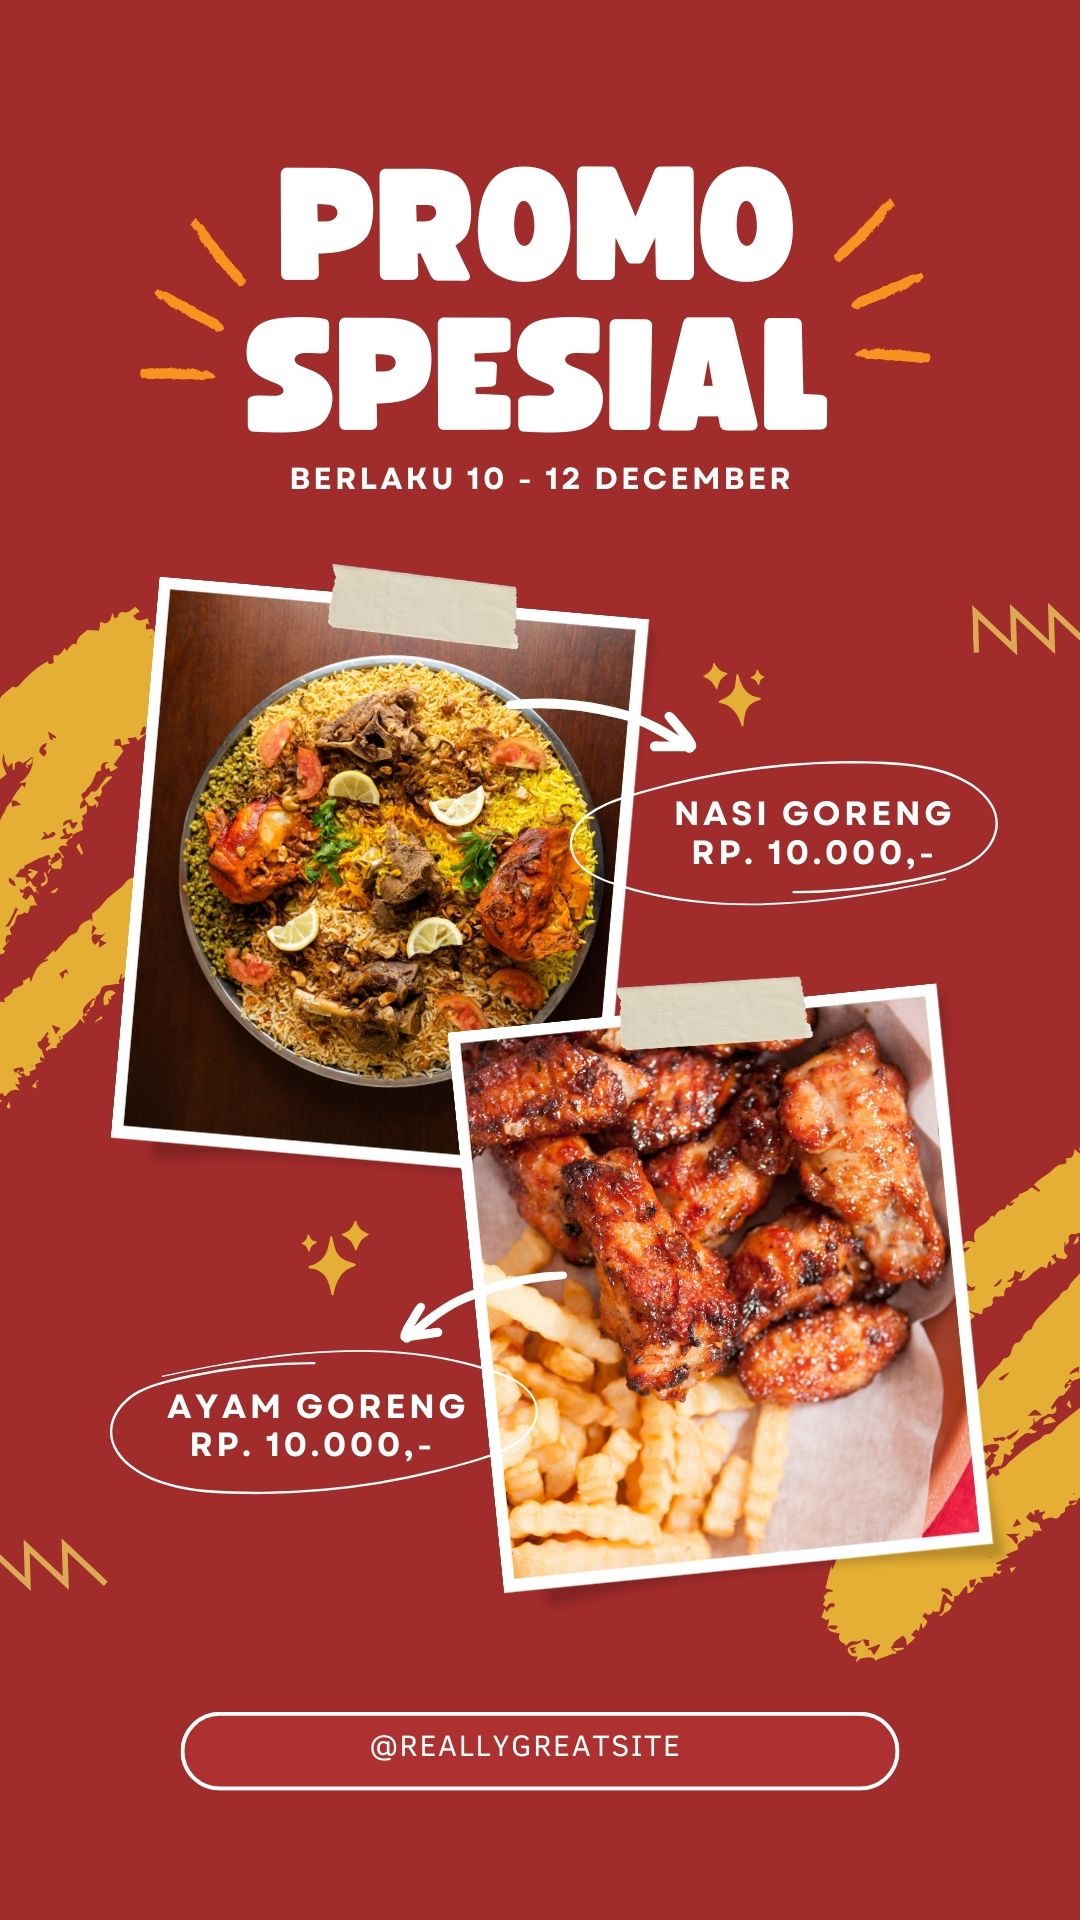 PROMO
SPESIAL
BERLAKU 10 - 12 DECEMBER
NASI GORENG
RP. 10.000,-
AYAM GORENG
RP. 10.000,-
@REALLYGREATSITE